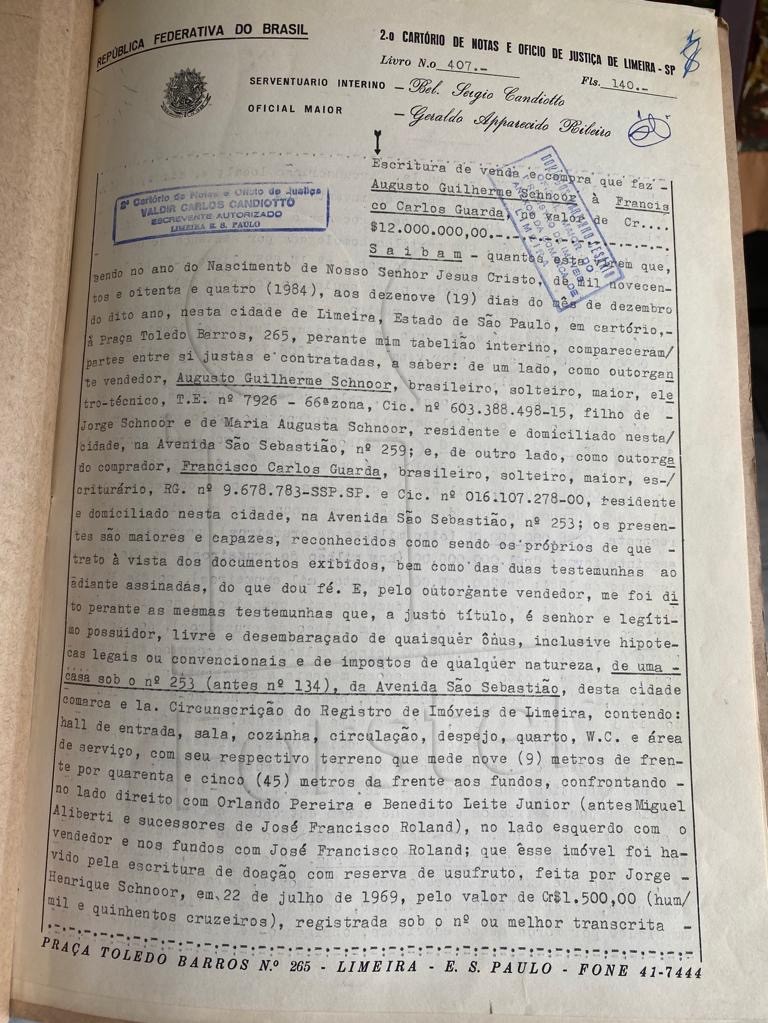 REPÚBLICA FEDERATIVA DO BRASIL
2.o CARTÓRIO DE NOTAS E OFICIO DE JUSTIÇA DE LIMEIRA - SP
Livro N.o 407.-
Fls. 140.-
SERVENTUARIO INTERINO - Bel. Sergio Candiotto
OFICIAL MAIOR - Geraldo Apparecido Ribeiro
2º Cartório de Notas e Ofício de Justiça
VALDIR CARLOS CANDIOTTO
ESCREVENTE AUTORIZADO
LIMEIRA E. S. PAULO
Escritura de venda e compra que faz -
Augusto Guilherme Schnoor à Francis
co Carlos Guarda, no valor de Cr....
$12.000.000,00.-
S a i b a m - quantos esta virem que,
sendo no ano do Nascimento de Nosso Senhor Jesus Cristo, de mil novecen-
tos e oitenta e quatro (1984), aos dezenove (19) dias do mês de dezembro
do dito ano, nesta cidade de Limeira, Estado de São Paulo, em cartório,-
à Praça Toledo Barros, 265, perante mim tabelião interino, compareceram/
partes entre si justas e contratadas, a saber: de um lado, como outorgan
te vendedor, Augusto Guilherme Schnoor, brasileiro, solteiro, maior, ele
tro-técnico, T.E. nº 7926 - 66ªzona, Cic. nº 603.388.498-15, filho de -
Jorge Schnoor e de Maria Augusta Schnoor, residente e domiciliado nesta/
cidade, na Avenida São Sebastião, nº 259; e, de outro lado, como outorga
do comprador, Francisco Carlos Guarda, brasileiro, solteiro, maior, es-/
criturário, RG. nº 9.678.783-SSP.SP. e Cic. nº 016.107.278-00, residente
e domiciliado nesta cidade, na Avenida São Sebastião, nº 253; os presen-
tes são maiores e capazes, reconhecidos como sendo os próprios de que -
trato à vista dos documentos exibidos, bem como das duas testemunhas ao
adiante assinadas, do que dou fé. E, pelo outorgante vendedor, me foi di
to perante as mesmas testemunhas que, a justo título, é senhor e legíti-
mo possuidor, livre e desembaraçado de quaisquer ônus, inclusive hipote-
cas legais ou convencionais e de impostos de qualquer natureza, de uma -
casa sob o nº 253 (antes nº 134), da Avenida São Sebastião, desta cidade
comarca e la. Circunscrição do Registro de Imóveis de Limeira, contendo:
hall de entrada, sala, cozinha, circulação, despejo, quarto, W.C. e área
de serviço, com seu respectivo terreno que mede nove (9) metros de fren-
te por quarenta e cinco (45) metros da frente aos fundos, confrontando -
no lado direito com Orlando Pereira e Benedito Leite Junior (antes Miguel
Aliberti e sucessores de José Francisco Roland), no lado esquerdo com o
vendedor e nos fundos com José Francisco Roland; que êsse imóvel foi ha-
vido pela escritura de doação com reserva de usufruto, feita por Jorge -
Henrique Schnoor, em 22 de julho de 1969, pelo valor de Cr$1.500,00 (hum/
mil e quinhentos cruzeiros), registrada sob o nº ou melhor transcrita -
PRAÇA TOLEDO BARROS N.º 265 - LIMEIRA - E. S. PAULO - FONE 41-7444